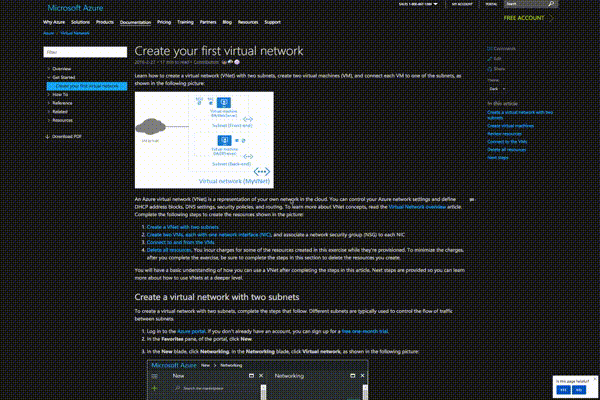 Microsoft Azure
SALES 1-800-867-1389
MY ACCOUNT
PORTAL
Search
Why Azure Solutions Products Documentation Pricing Training Partners Blog Resources Support
FREE ACCOUNT
Azure / Virtual Network
Filter
Overview
Get Started
Create your first virtual network
How To
Reference
Related
Resources
Download PDF
Create your first virtual network
Contributors
Learn how to create a virtual network (VNet) with two subnets, create two virtual machines (VM), and connect each VM to one of the subnets, as
shown in the following picture:
Internet
Virtual machine
Subnet (Front-end)
Virtual machine
Subnet (Back-end)
Virtual network (MyVNet)
An Azure virtual network (VNet) is a representation of your own network in the cloud. You can control your Azure network settings and define
DHCP address blocks, DNS settings, security policies, and routing. To learn more about VNet concepts, read the Virtual Network overview article.
Complete the following steps to create the resources shown in the picture:
1. Create a VNet with two subnets
2. Create two VMs, each with one network interface (NIC), and associate a network security group (NSG) to each NIC
3. Connect to and from the VMs
4. Delete all resources. You incur charges for some of the resources created in this exercise while they're provisioned. To minimize the charges,
after you complete the exercise, be sure to complete the steps in this section to delete the resources you create.
You will have a basic understanding of how you can use a VNet after completing the steps in this article. Next steps are provided so you can learn
more about how to use VNets at a deeper level.
Create a virtual network with two subnets
To create a virtual network with two subnets, complete the steps that follow. Different subnets are typically used to control the flow of traffic
between subnets.
1. Log in to the Azure portal. If you don't already have an account, you can sign up for a free one-month trial.
2. In the Favorites pane, of the portal, click New.
3. In the New blade, click Networking. In the Networking blade, click Virtual network, as shown in the following picture:
Microsoft Azure New > Networking
New
Networking
Search the marketplace
Comments
Edit
Share
Theme
Dark
In this article
Create a virtual network with two
subnets
Create virtual machines
Review resources
Connect to the VMs
Delete all resources
Next steps
Is this page helpful?
YES
NO